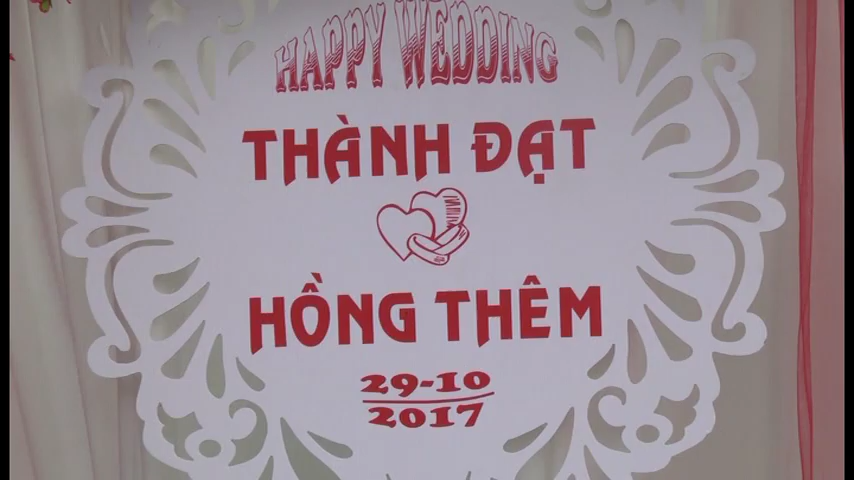 HAPPY WEDDING
THÀNH ĐẠT
HỒNG THÊM
29-10
2017